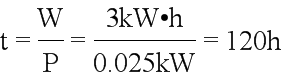 t = W/P = 3kW•h/0.025kW = 120h